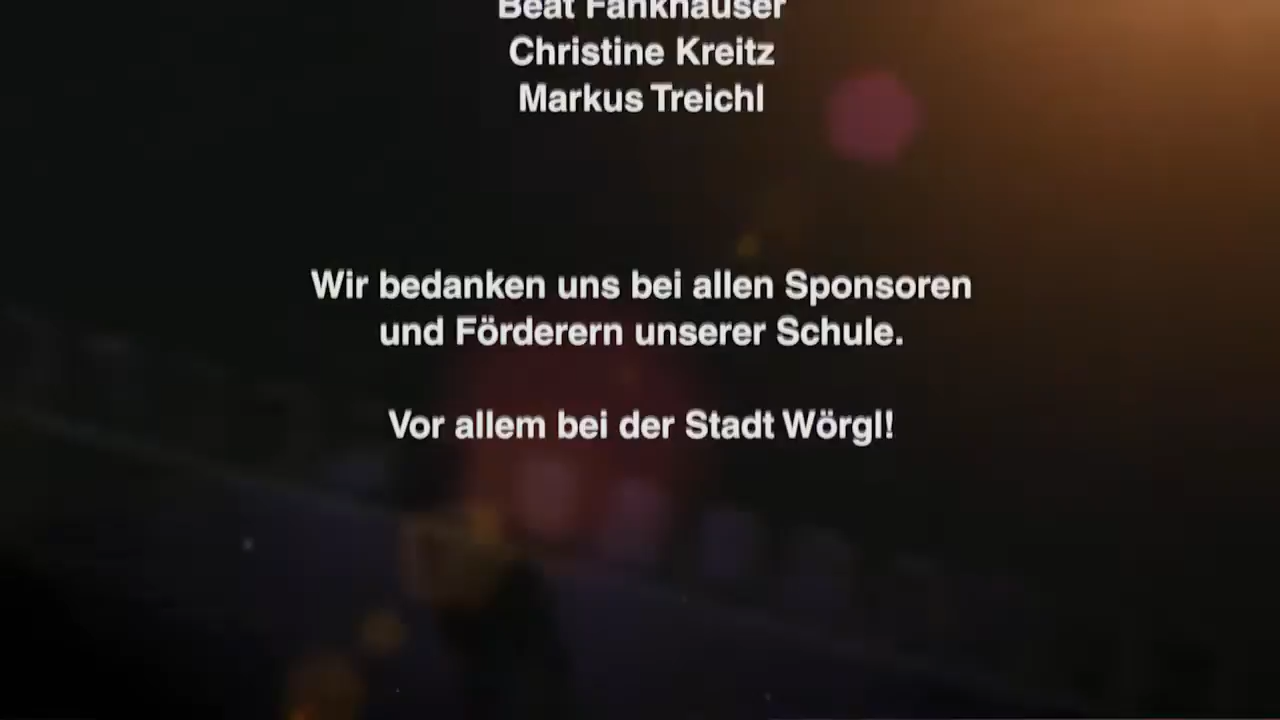 Beat Fankhauser
Christine Kreitz
Markus Treichl
Wir bedanken uns bei allen Sponsoren
und Förderern unserer Schule.
Vor allem bei der Stadt Wörgl!